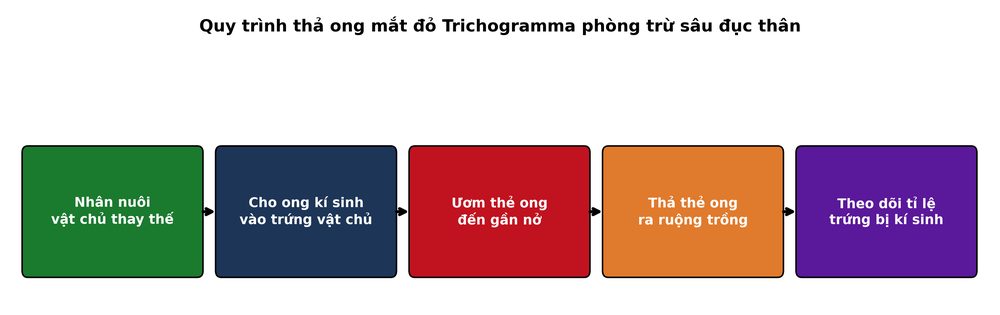 Quy trình thả ong mắt đỏ Trichogramma phòng trừ sâu đục thân
Nhân nuôi
vật chủ thay thế
Cho ong kí sinh
vào trứng vật chủ
Ươm thẻ ong
đến gần nở
Thả thẻ ong
ra ruộng trồng
Theo dõi tỉ lệ
trứng bị kí sinh